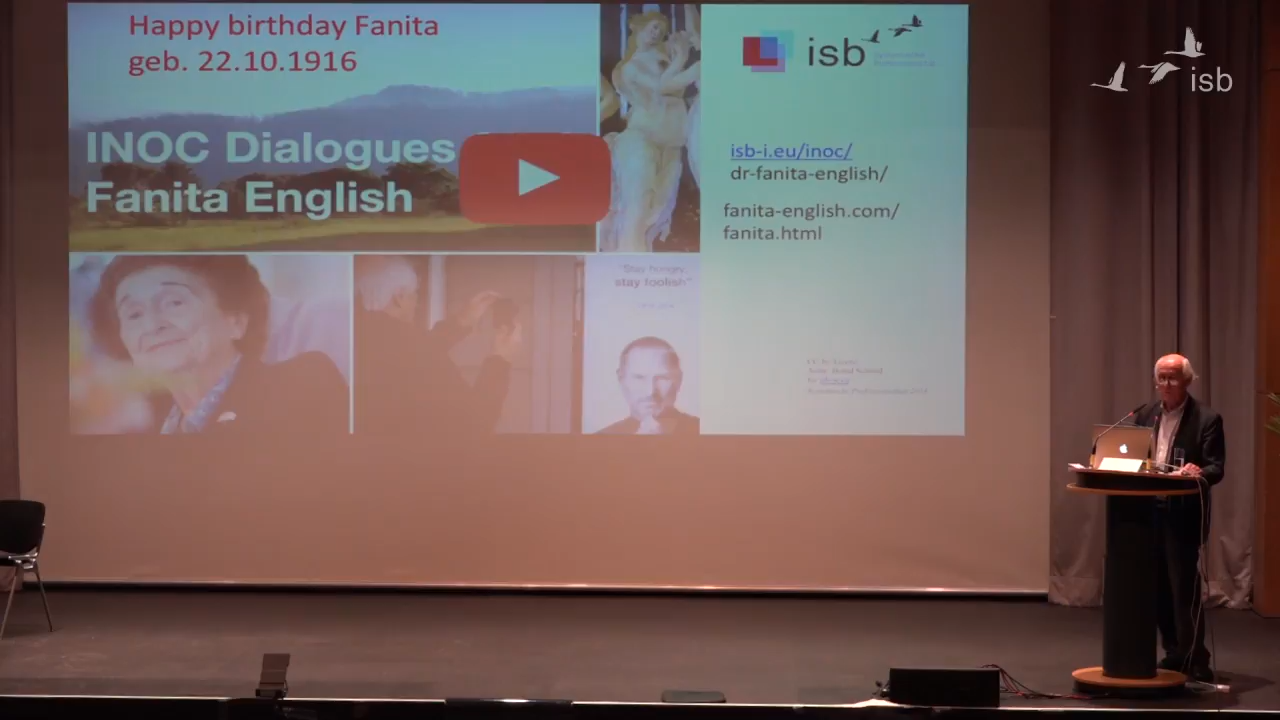 Happy birthday Fanita
geb. 22.10.1916
INOC Dialogues
Fanita English
isb
isb-i.eu/inoc/
dr-fanita-english/
fanita-english.com/
fanita.html
"Stay hungry,
stay foolish"
isb